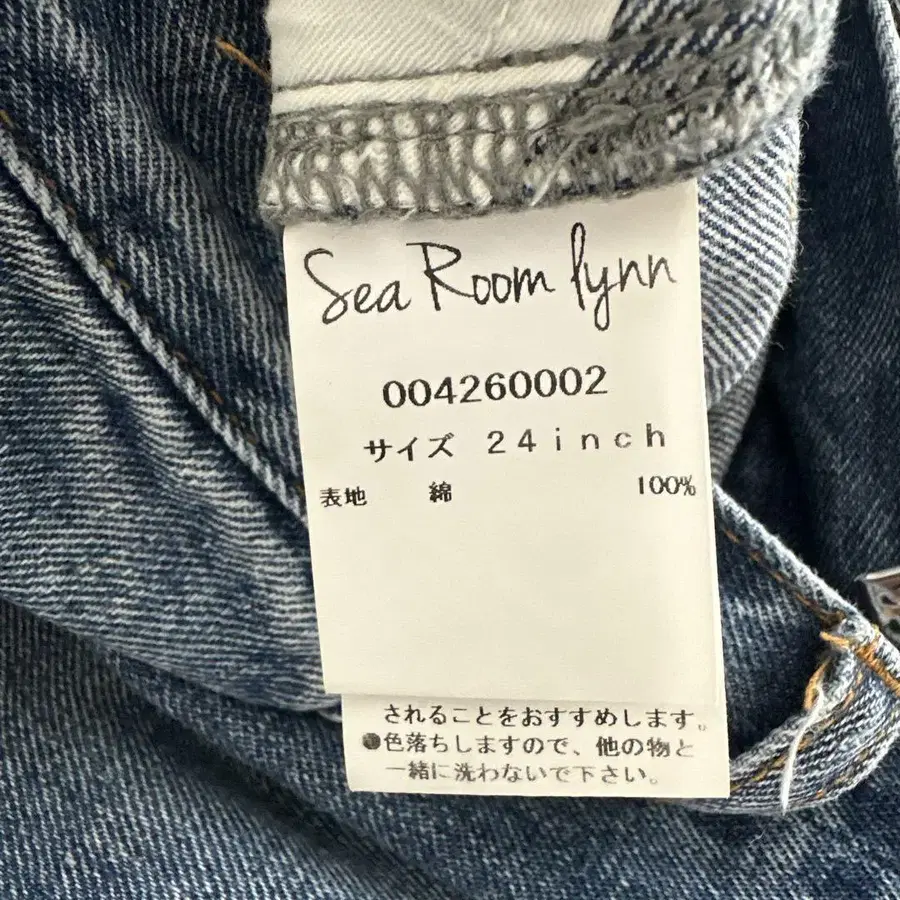 Sea Room lynn
004260002
サイズ 24inch
表地 綿 100%
されることをおすすめします。
●色落ちしますので、他の物と
一緒に洗わないで下さい。